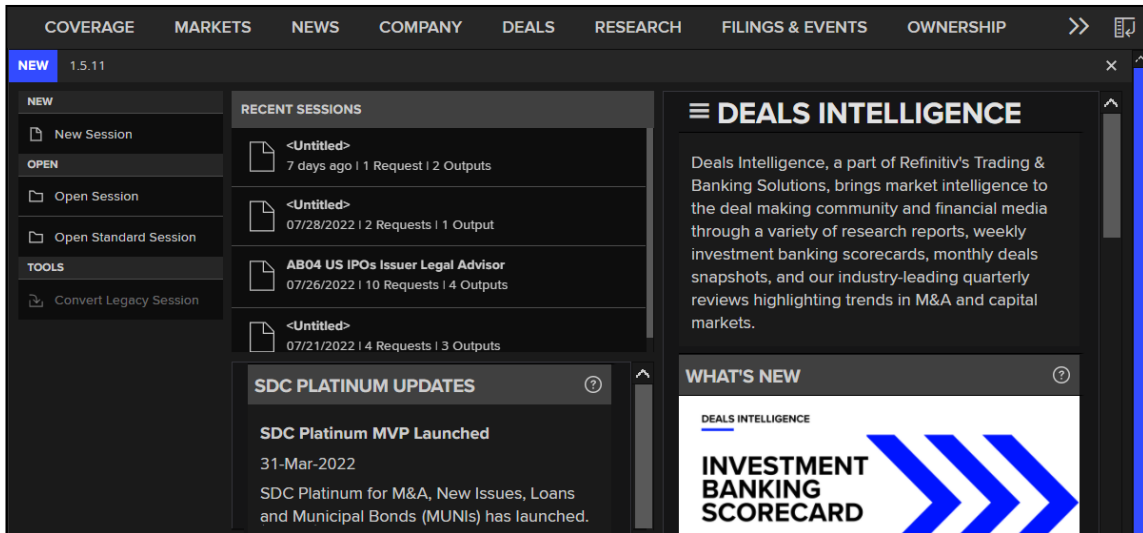 COVERAGE MARKETS NEWS COMPANY DEALS RESEARCH FILINGS & EVENTS OWNERSHIP
NEW 1.5.11
NEW
New Session
OPEN
Open Session
Open Standard Session
TOOLS
Convert Legacy Session
RECENT SESSIONS
<Untitled>
7 days ago | 1 Request | 2 Outputs
<Untitled>
07/28/2022 | 2 Requests | 1 Output
AB04 US IPOs Issuer Legal Advisor
07/26/2022 | 10 Requests | 4 Outputs
<Untitled>
07/21/2022 | 4 Requests | 3 Outputs
SDC PLATINUM UPDATES
SDC Platinum MVP Launched
31-Mar-2022
SDC Platinum for M&A, New Issues, Loans
and Municipal Bonds (MUNIs) has launched.
DEALS INTELLIGENCE
Deals Intelligence, a part of Refinitiv's Trading &
Banking Solutions, brings market intelligence to
the deal making community and financial media
through a variety of research reports, weekly
investment banking scorecards, monthly deals
snapshots, and our industry-leading quarterly
reviews highlighting trends in M&A and capital
markets.
WHAT'S NEW
DEALS INTELLIGENCE
INVESTMENT
BANKING
SCORECARD